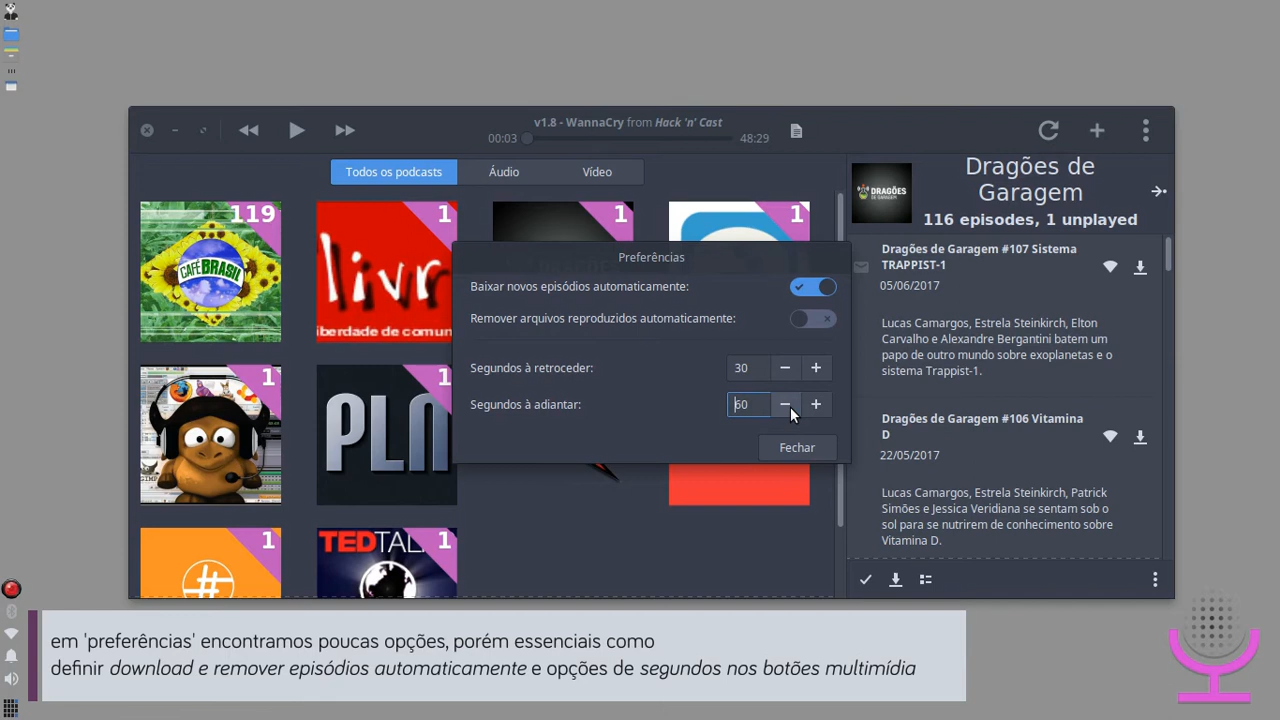 v1.8 - WannaCry from Hack 'n' Cast
00:03
48:29
Todos os podcasts
Áudio
Vídeo
119
1
1
1
CAFÉ BRASIL
livr
liberdade de comun
DRAGÕES
DE GARAGEM
Dragões de
Garagem
116 episodes, 1 unplayed
Preferências
Baixar novos episódios automaticamente:
Remover arquivos reproduzidos automaticamente:
Segundos à retroceder:
30
Segundos à adiantar:
60
Fechar
Dragões de Garagem #107 Sistema
TRAPPIST-1
05/06/2017
Lucas Camargos, Estrela Steinkirch, Elton
Carvalho e Alexandre Bergantini batem um
papo de outro mundo sobre exoplanetas e o
sistema Trappist-1.
Dragões de Garagem #106 Vitamina
D
22/05/2017
Lucas Camargos, Estrela Steinkirch, Patrick
Simões e Jessica Veridiana se sentam sob o
sol para se nutrirem de conhecimento sobre
Vitamina D.
1
1
PLN
1
1
#
TEDTAL
em 'preferências' encontramos poucas opções, porém essenciais como
definir download e remover episódios automaticamente e opções de segundos nos botões multimídia